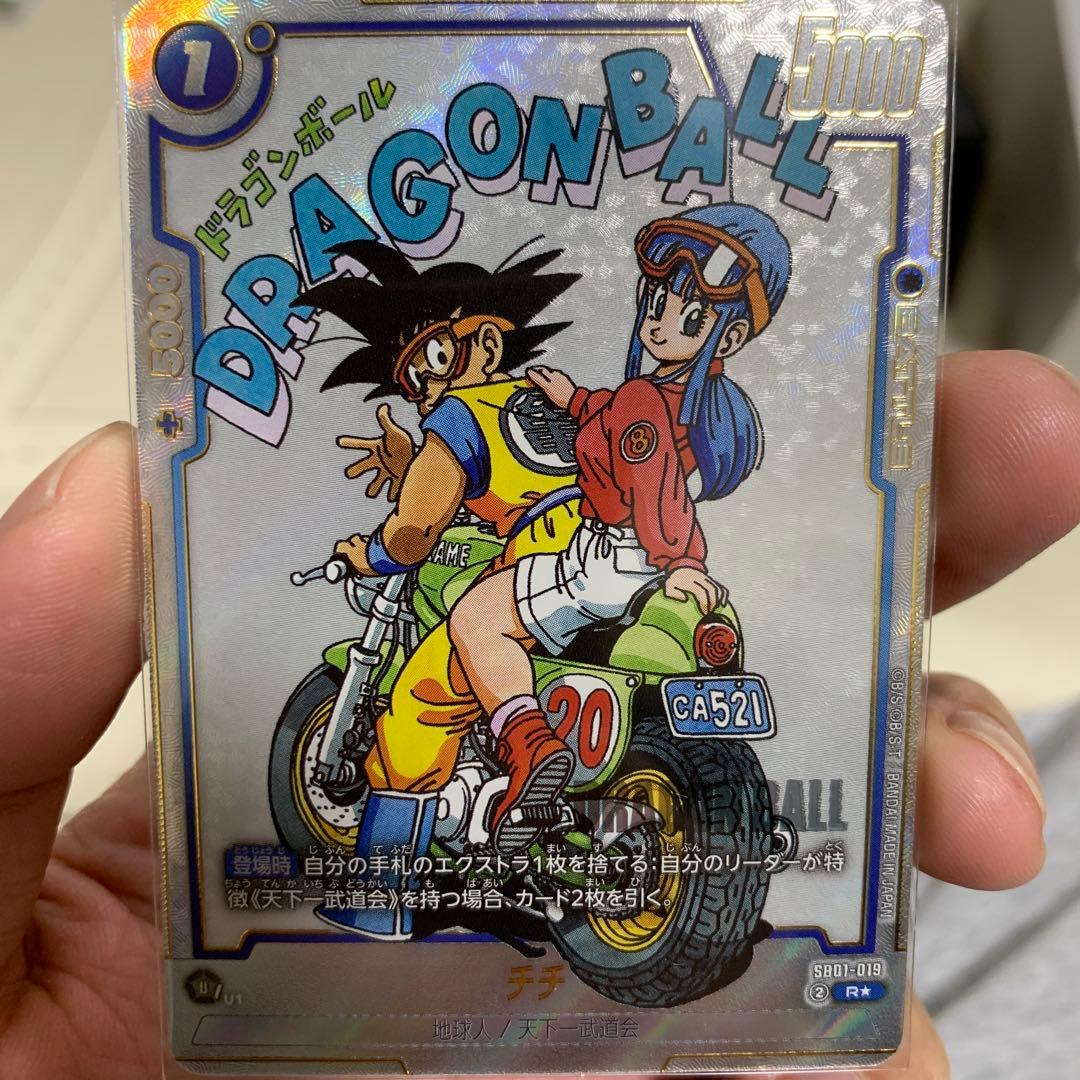 1
5000
ドラゴンボール
DRAGONBALL
+ 5000
8
KAME
20
CA521
©B/S ©B/S·T BANDAI MADE IN JAPAN
登場時 自分の手札のエクストラ1枚を捨てる:自分のリーダーが特
徴《天下一武道会》を持つ場合、カード2枚を引く。
チチ
U1
SB01-019
2 R★
地球人 / 天下一武道会